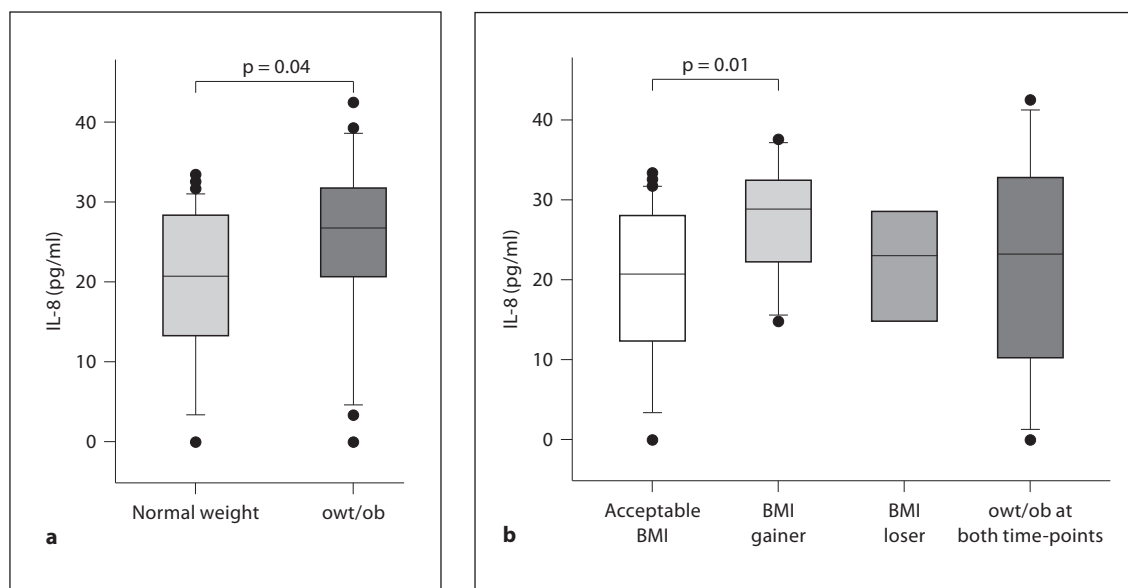 p = 0.04
40
30
20
10
0
IL-8 (pg/ml)
Normal weight
owt/ob
a
p = 0.01
40
30
20
10
0
IL-8 (pg/ml)
Acceptable
BMI
BMI
gainer
BMI
loser
owt/ob at
both time-points
b